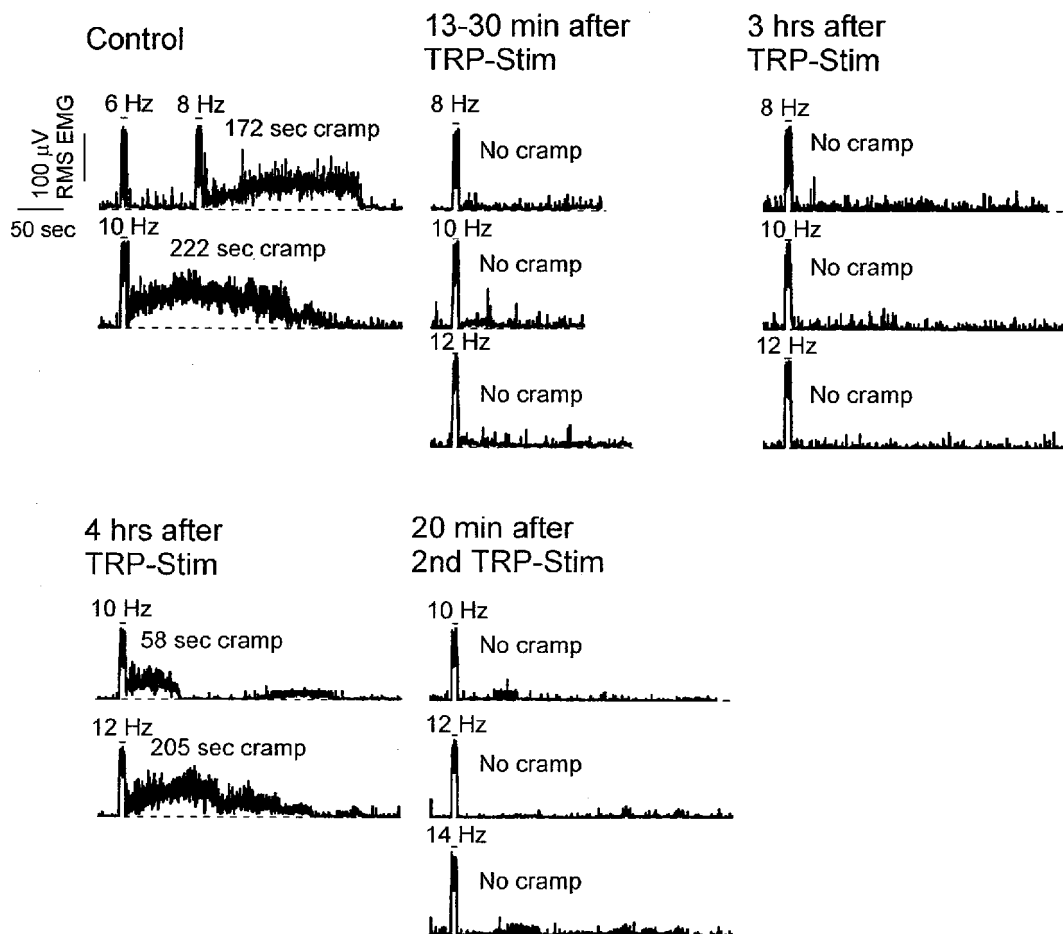 Control
6 Hz 8 Hz
172 sec cramp
100 µV
RMS EMG
50 sec
10 Hz
222 sec cramp
13-30 min after
TRP-Stim
8 Hz
No cramp
10 Hz
No cramp
12 Hz
No cramp
3 hrs after
TRP-Stim
8 Hz
No cramp
10 Hz
No cramp
12 Hz
No cramp
4 hrs after
TRP-Stim
10 Hz
58 sec cramp
12 Hz
205 sec cramp
20 min after
2nd TRP-Stim
10 Hz
No cramp
12 Hz
No cramp
14 Hz
No cramp